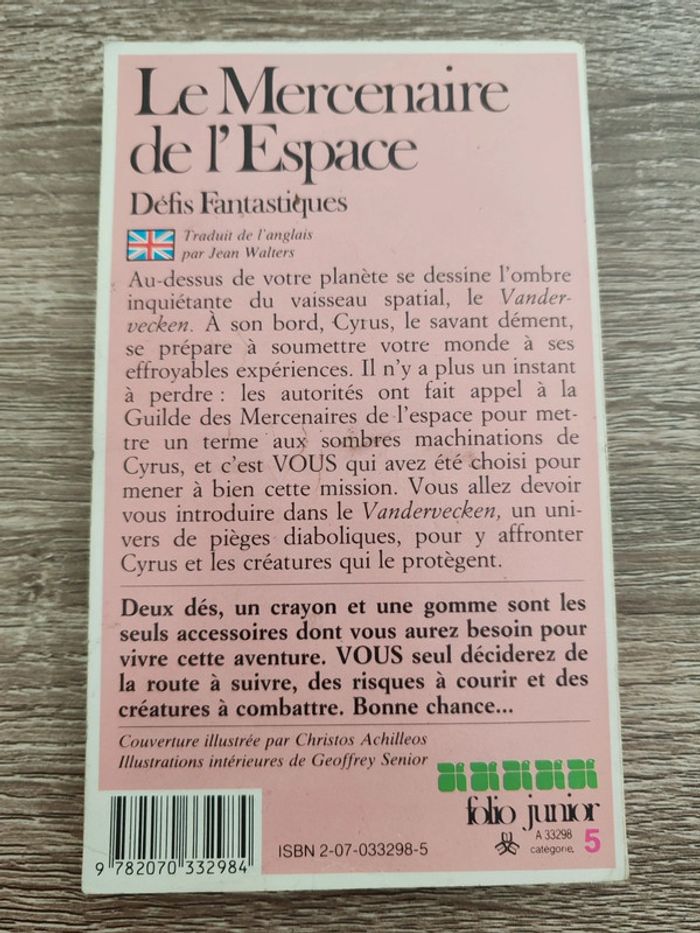 Le Mercenaire
de l'Espace
Défis Fantastiques
Traduit de l'anglais
par Jean Walters
Au-dessus de votre planète se dessine l'ombre
inquiétante du vaisseau spatial, le Vander-
vecken. À son bord, Cyrus, le savant dément,
se prépare à soumettre votre monde à ses
effroyables expériences. Il n'y a plus un instant
à perdre : les autorités ont fait appel à la
Guilde des Mercenaires de l'espace pour met-
tre un terme aux sombres machinations de
Cyrus, et c'est VOUS qui avez été choisi pour
mener à bien cette mission. Vous allez devoir
vous introduire dans le Vandervecken, un uni-
vers de pièges diaboliques, pour y affronter
Cyrus et les créatures qui le protègent.
Deux dés, un crayon et une gomme sont les
seuls accessoires dont vous aurez besoin pour
vivre cette aventure. VOUS seul déciderez de
la route à suivre, des risques à courir et des
créatures à combattre. Bonne chance...
Couverture illustrée par Christos Achilleos
Illustrations intérieures de Geoffrey Senior
folio junior
A 33298
catégorie. 5
ISBN 2-07-033298-5
9 782070 332984